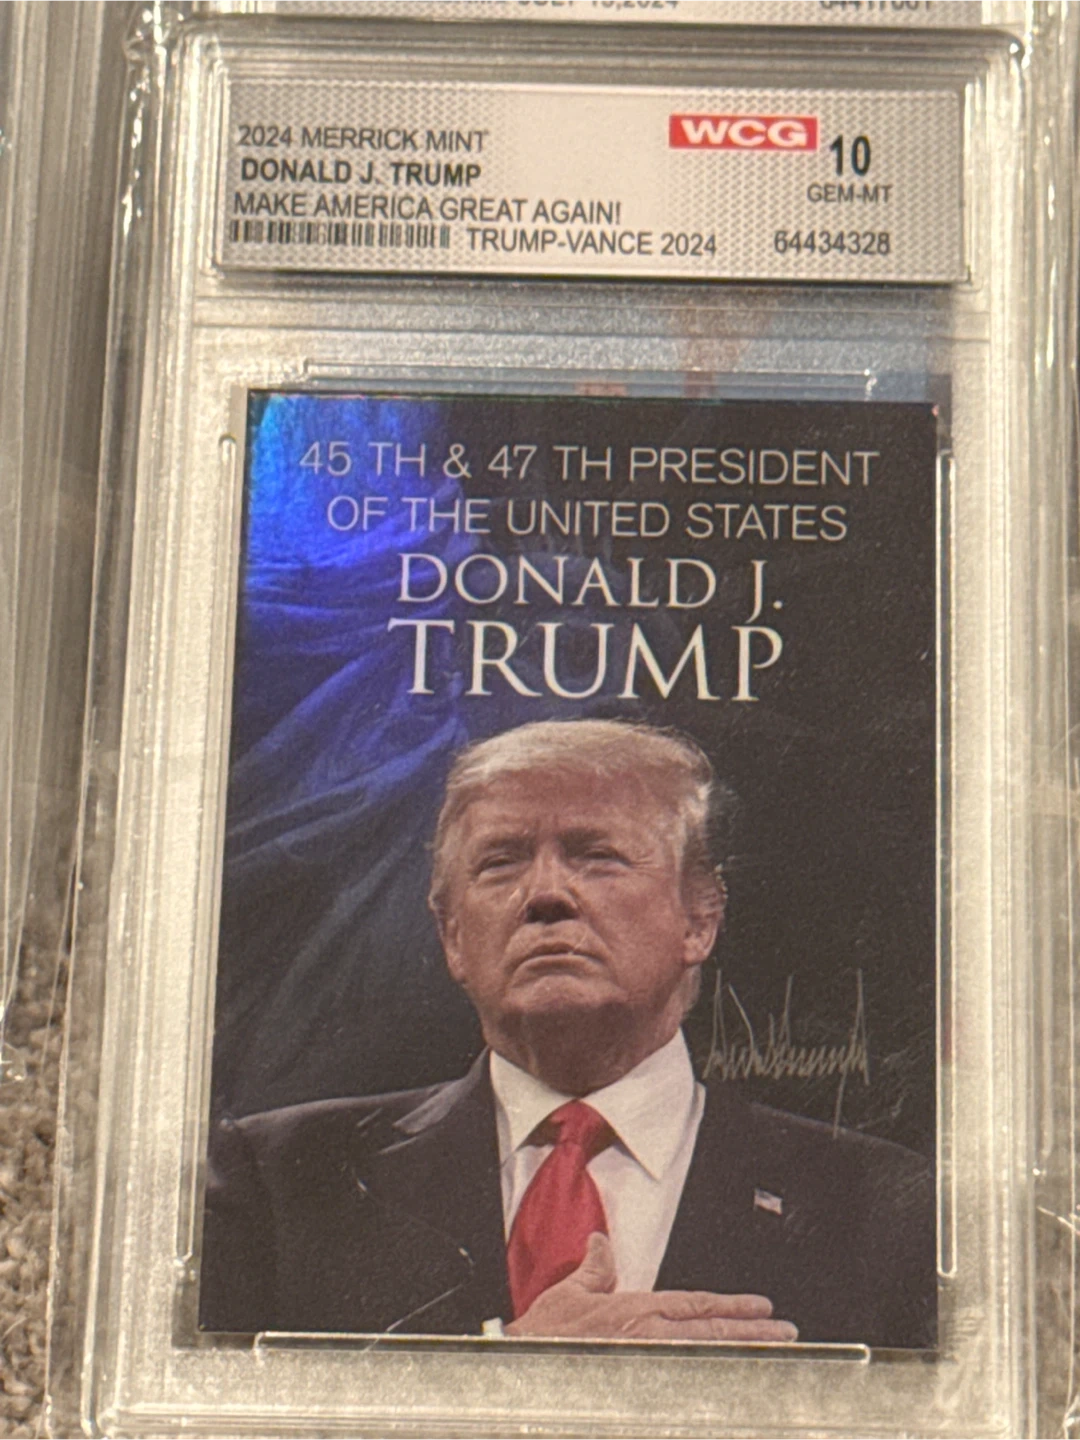 2024 MERRICK MINT
DONALD J. TRUMP
MAKE AMERICA GREAT AGAIN!
TRUMP-VANCE 2024
WCG
10
GEM-MT
64434328
45 TH & 47 TH PRESIDENT
OF THE UNITED STATES
DONALD J.
TRUMP